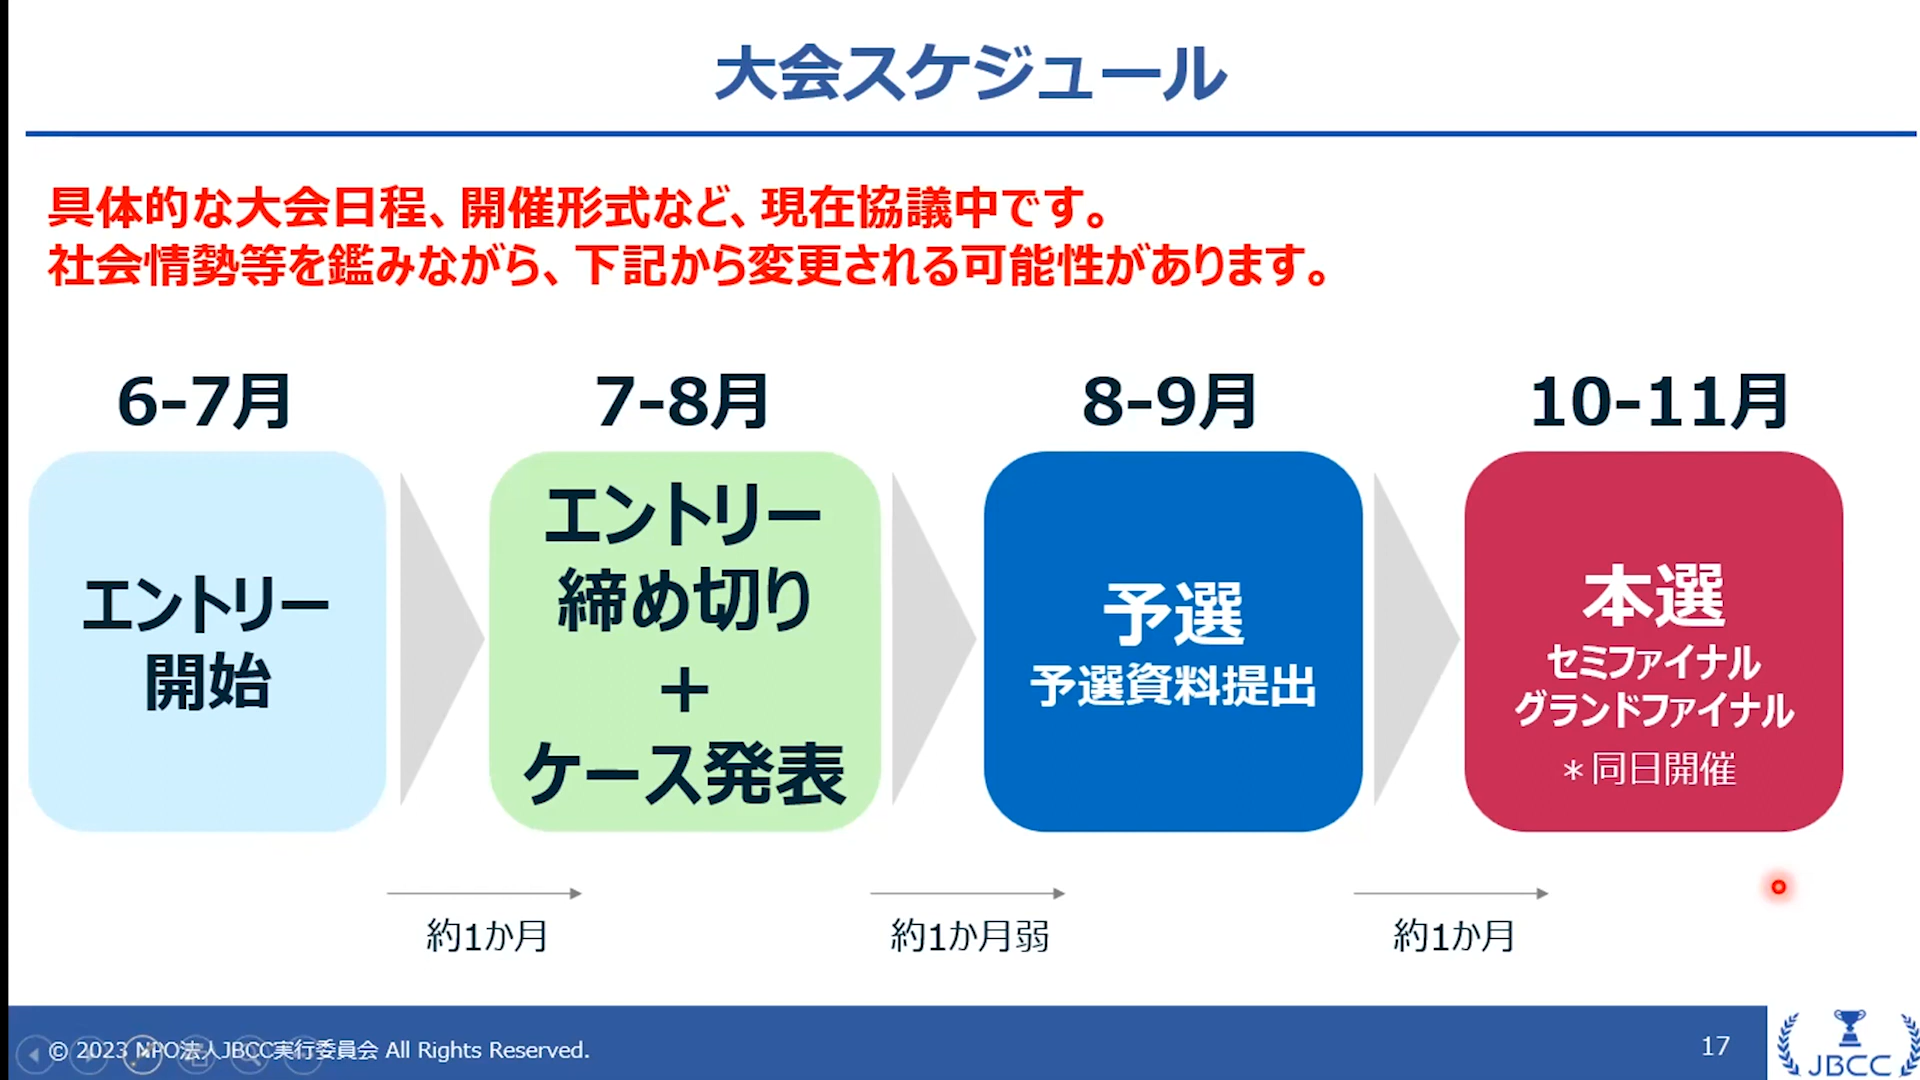 大会スケジュール
具体的な大会日程、開催形式など、現在協議中です。
社会情勢等を鑑みながら、下記から変更される可能性があります。
6-7月
エントリー
開始
7-8月
エントリー
締め切り
＋
ケース発表
8-9月
予選
予選資料提出
10-11月
本選
セミファイナル
グランドファイナル
＊同日開催
約1か月
約1か月弱
約1か月
© 2023 NPO法人JBCC実行委員会 All Rights Reserved.
17
JBCC